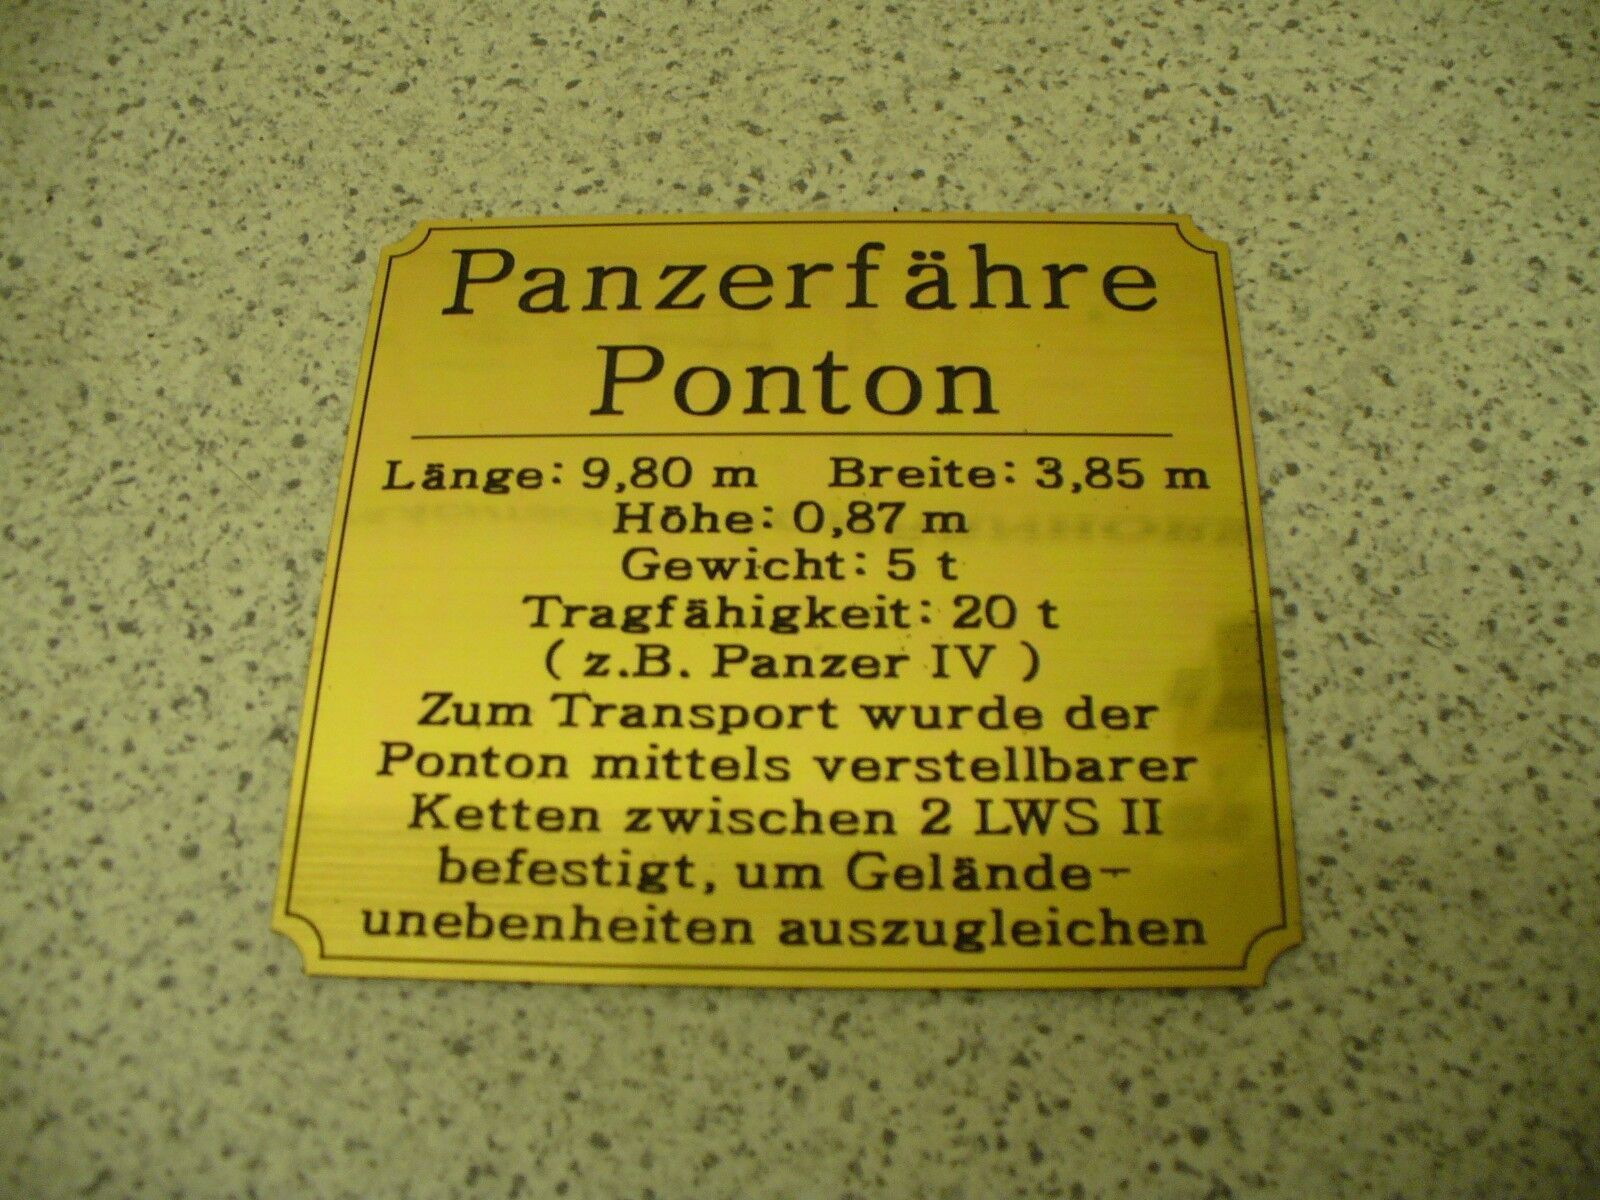 Panzerfähre
Ponton
Länge: 9,80 m Breite: 3,85 m
Höhe: 0,87 m
Gewicht: 5 t
Tragfähigkeit: 20 t
( z.B. Panzer IV )
Zum Transport wurde der
Ponton mittels verstellbarer
Ketten zwischen 2 LWS II
befestigt, um Gelände-
unebenheiten auszugleichen